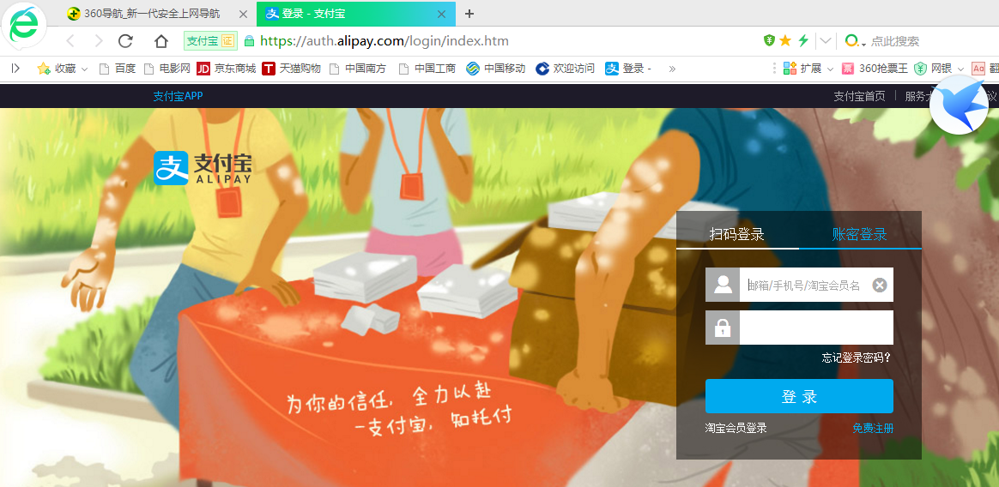 360导航_新一代安全上网导航
登录 - 支付宝
支付宝 证 https://auth.alipay.com/login/index.htm 点此搜索
收藏 百度 电影网 JD 京东商城 T 天猫购物 中国南方 中国工商 中国移动 欢迎访问 支 登录 - » 扩展 360抢票王 网银 Aa 翻
支付宝APP 支付宝首页 服务大 议
支 支付宝
ALIPAY
扫码登录 账密登录
邮箱/手机号/淘宝会员名
忘记登录密码?
登 录
淘宝会员登录 免费注册
为你的信任,全力以赴
-支付宝,知托付